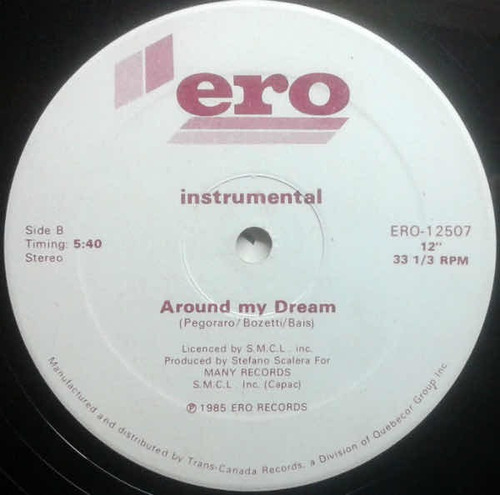 ero
instrumental
Side B
Timing: 5:40
Stereo
ERO-12507
12"
33 1/3 RPM
Around my Dream
(Pegoraro/Bozetti/Bais)
Licenced by S.M.C.L. inc.
Produced by Stefano Scalera For
MANY RECORDS
S.M.C.L. Inc. (Capac)
℗ 1985 ERO RECORDS
Manufactured and distributed by Trans-Canada Records, a Division of Quebecor Group Inc.